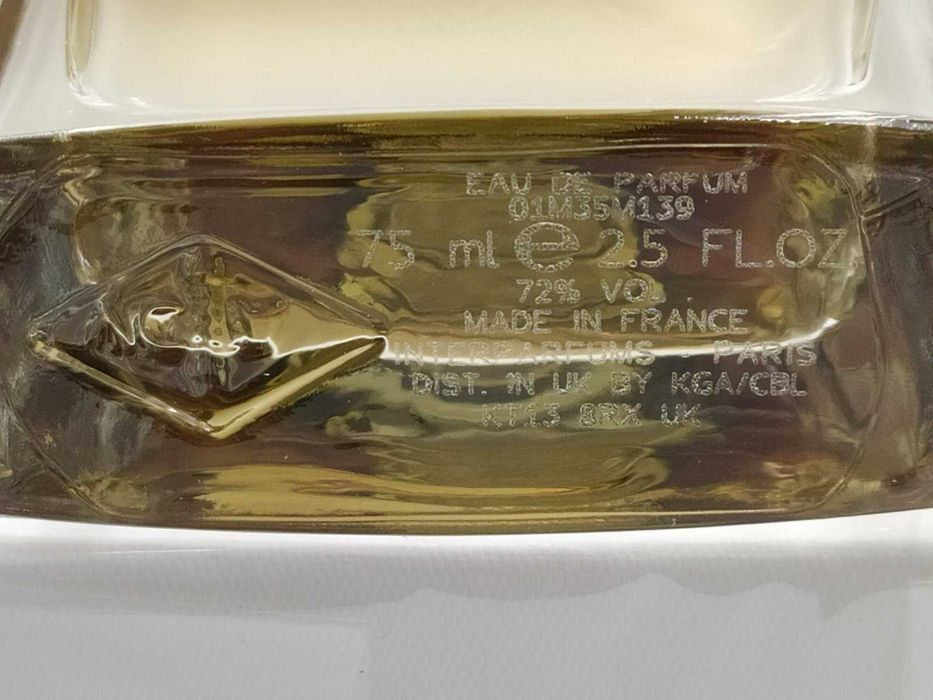 EAU DE PARFUM
01M35M139
75 ml e 2.5 FL.OZ
72% VOL.
MADE IN FRANCE
INTERPARFUMS - PARIS
DIST. IN UK BY KGA/CBL
KT13 8RX UK